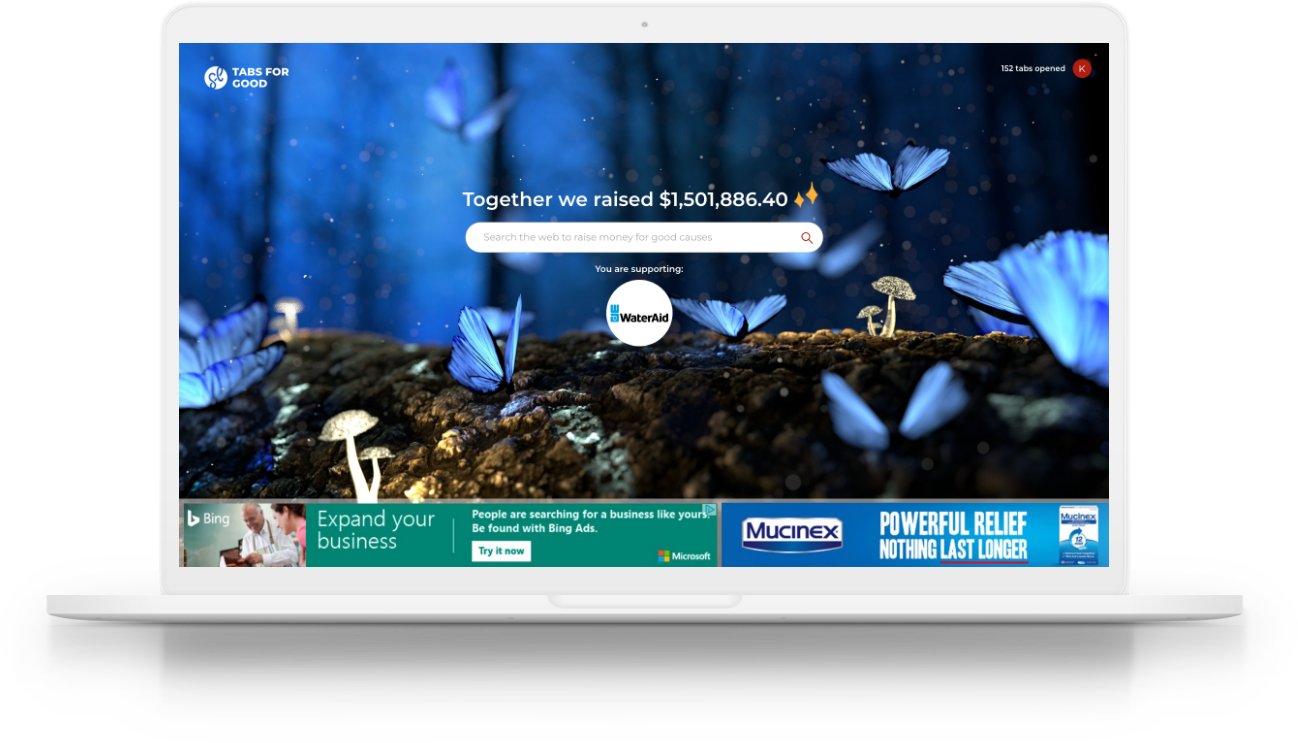 TABS FOR
GOOD
152 tabs opened
K
Together we raised $1,501,886.40
Search the web to raise money for good causes
You are supporting:
WaterAid
Bing
Expand your
business
People are searching for a business like yours.
Be found with Bing Ads.
Try it now
Microsoft
Mucinex
POWERFUL RELIEF
NOTHING LAST LONGER
Mucinex
12